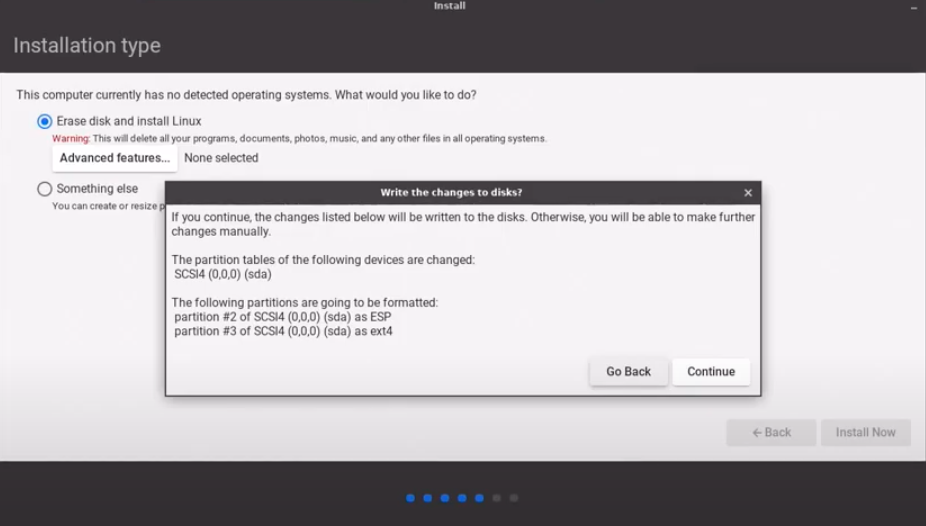 Install
Installation type
This computer currently has no detected operating systems. What would you like to do?
Erase disk and install Linux
Warning: This will delete all your programs, documents, photos, music, and any other files in all operating systems.
Advanced features... None selected
Something else
You can create or resize p
Write the changes to disks?
If you continue, the changes listed below will be written to the disks. Otherwise, you will be able to make further
changes manually.
The partition tables of the following devices are changed:
SCSI4 (0,0,0) (sda)
The following partitions are going to be formatted:
partition #2 of SCSI4 (0,0,0) (sda) as ESP
partition #3 of SCSI4 (0,0,0) (sda) as ext4
Go Back Continue
Back Install Now